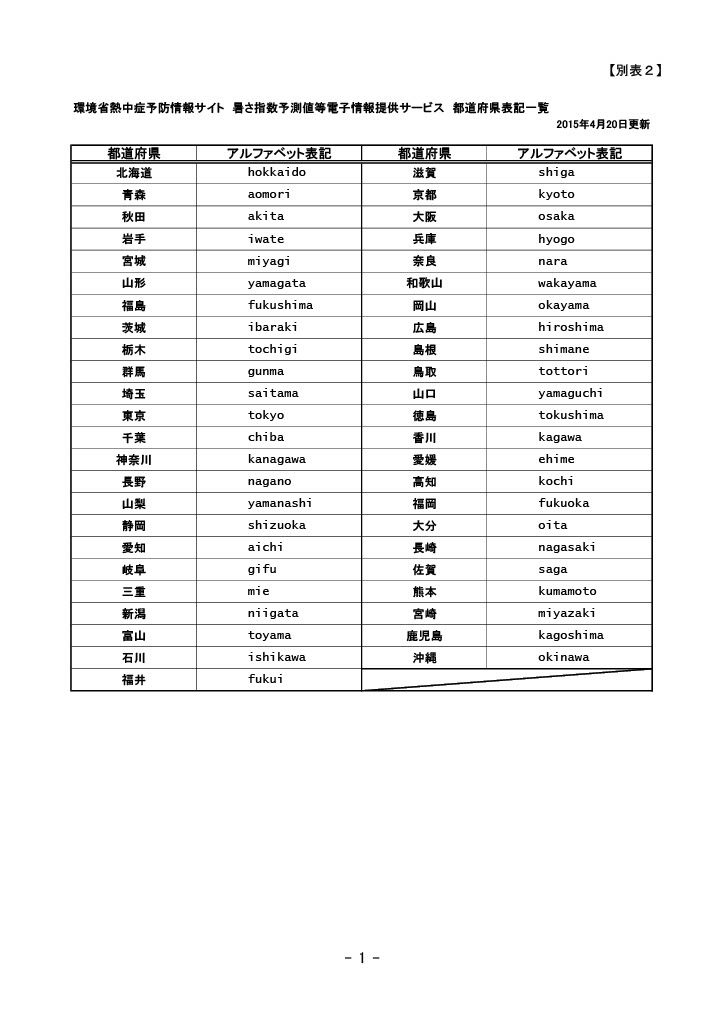 【別表２】
環境省熱中症予防情報サイト 暑さ指数予測値等電子情報提供サービス 都道府県表記一覧
2015年4月20日更新
都道府県 アルファベット表記 都道府県 アルファベット表記
北海道 hokkaido 滋賀 shiga
青森 aomori 京都 kyoto
秋田 akita 大阪 osaka
岩手 iwate 兵庫 hyogo
宮城 miyagi 奈良 nara
山形 yamagata 和歌山 wakayama
福島 fukushima 岡山 okayama
茨城 ibaraki 広島 hiroshima
栃木 tochigi 島根 shimane
群馬 gunma 鳥取 tottori
埼玉 saitama 山口 yamaguchi
東京 tokyo 徳島 tokushima
千葉 chiba 香川 kagawa
神奈川 kanagawa 愛媛 ehime
長野 nagano 高知 kochi
山梨 yamanashi 福岡 fukuoka
静岡 shizuoka 大分 oita
愛知 aichi 長崎 nagasaki
岐阜 gifu 佐賀 saga
三重 mie 熊本 kumamoto
新潟 niigata 宮崎 miyazaki
富山 toyama 鹿児島 kagoshima
石川 ishikawa 沖縄 okinawa
福井 fukui
- 1 -